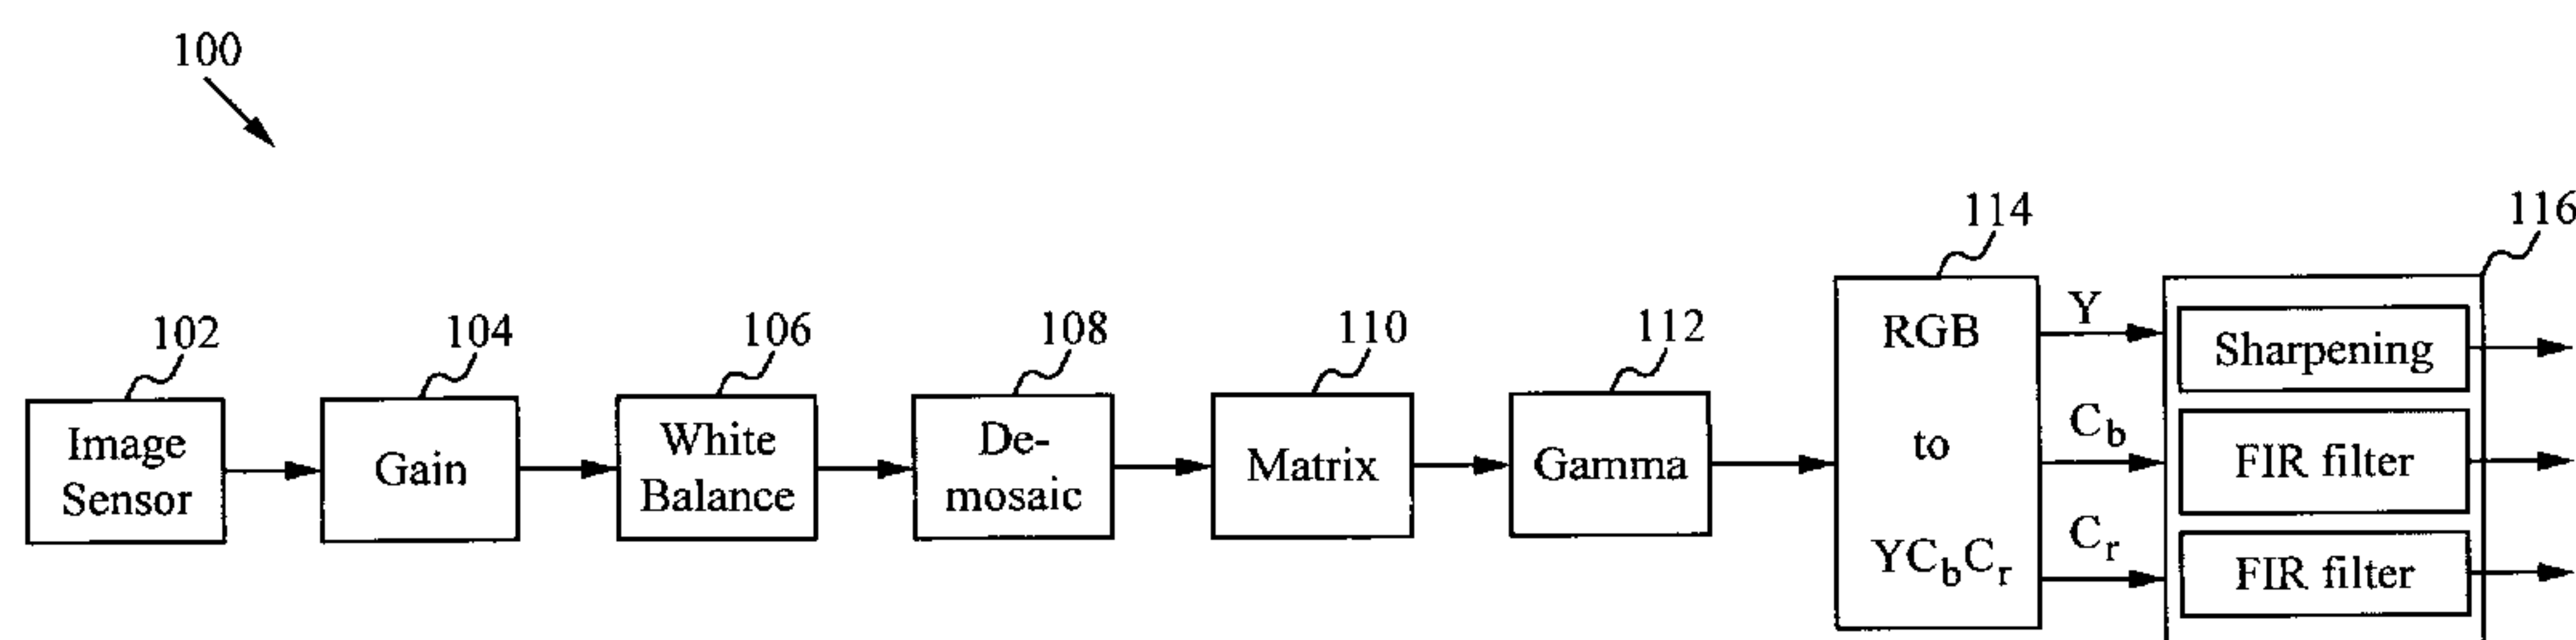 100
114
116
102
104
106
108
110
112
Image
Sensor
Gain
White
Balance
De-
mosaic
Matrix
Gamma
RGB
to
YCbCr
Y
Cb
Cr
Sharpening
FIR filter
FIR filter